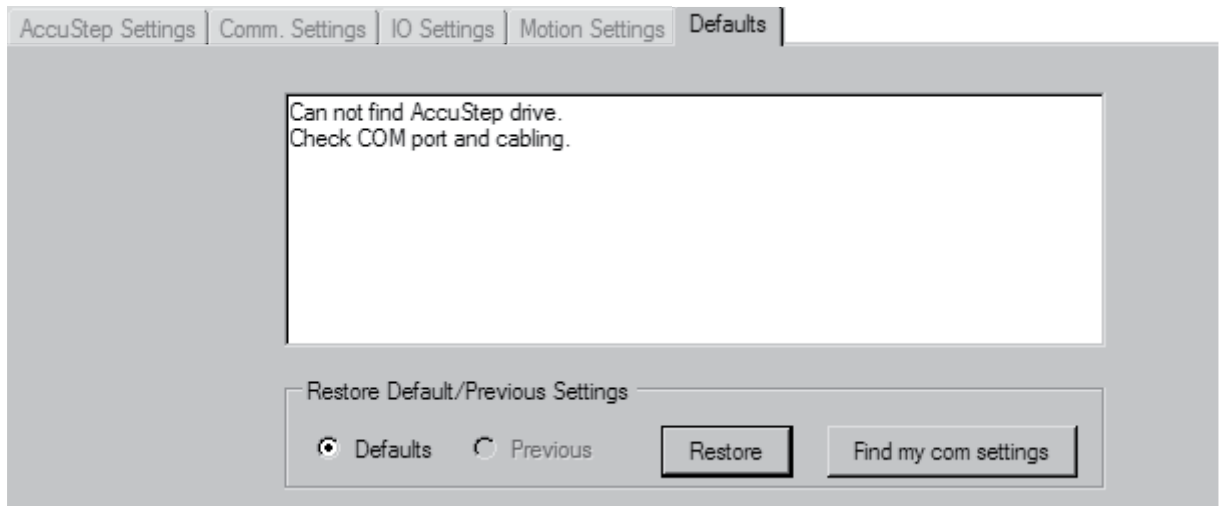 AccuStep Settings Comm. Settings IO Settings Motion Settings Defaults
Can not find AccuStep drive.
Check COM port and cabling.
Restore Default/Previous Settings
Defaults Previous Restore Find my com settings